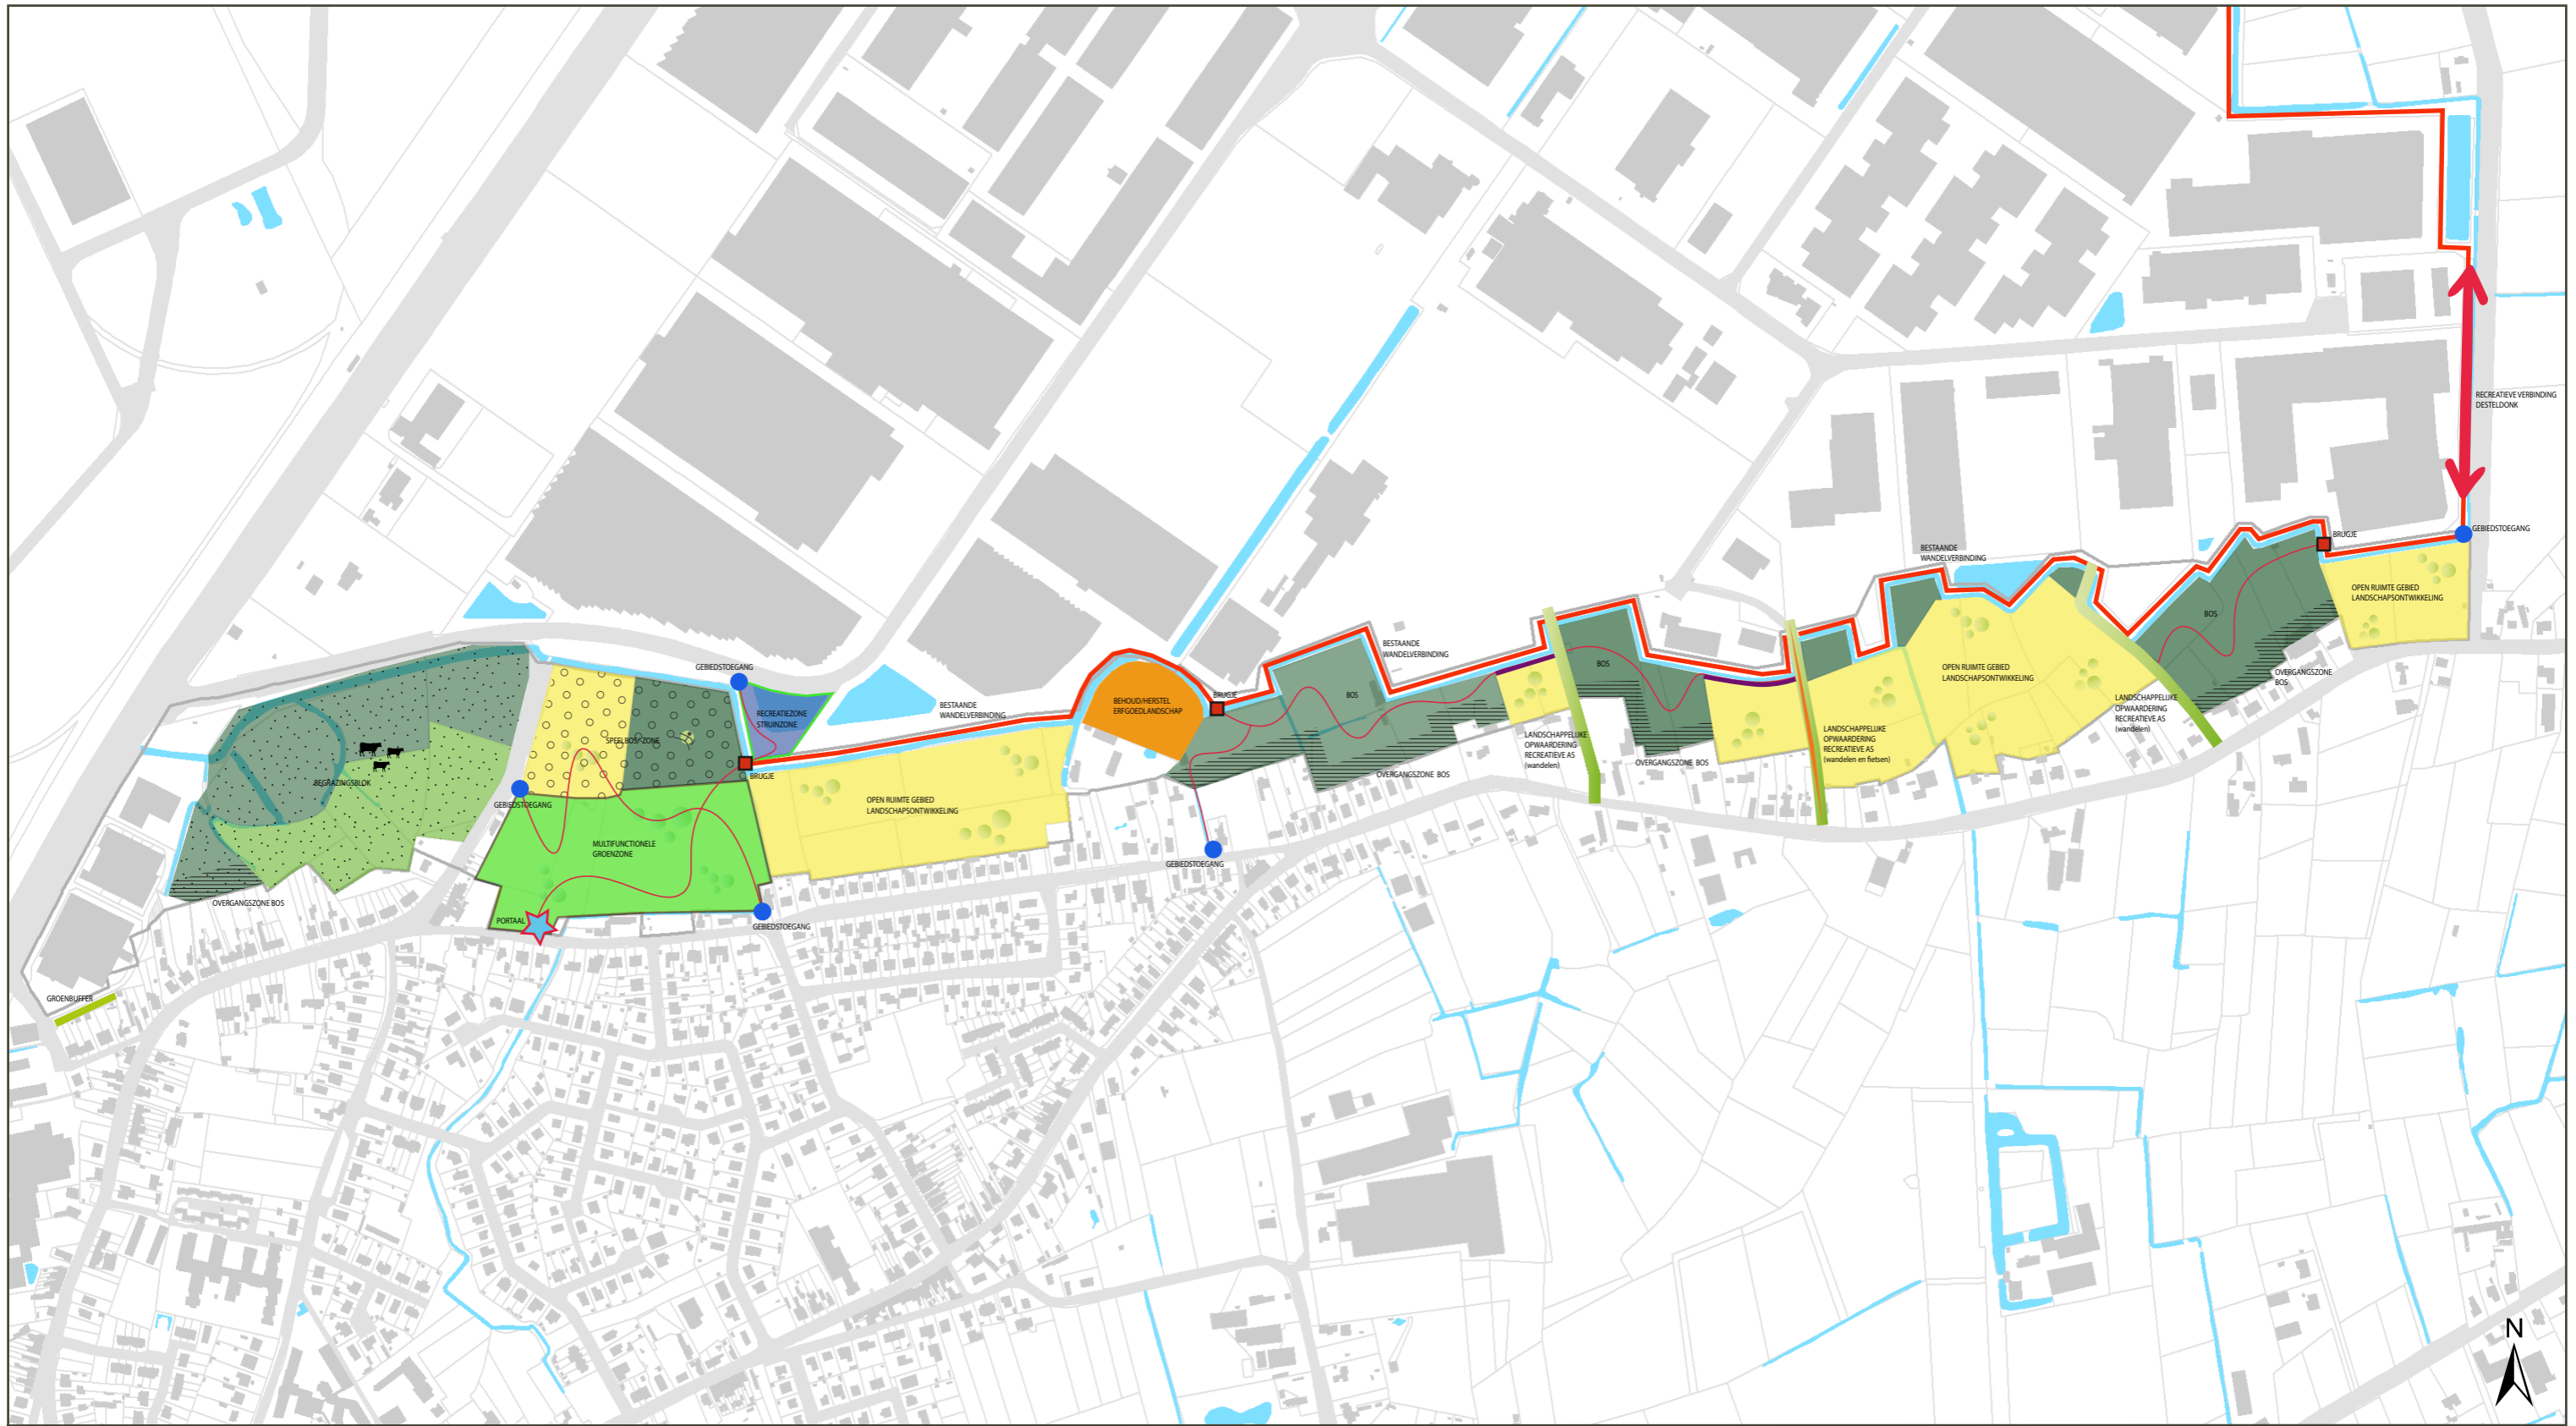 RECREATIEVE VERBINDING
DESTELDONK
GEBIEDSTOEGANG
BRUGJE
BESTAANDE
WANDELVERBINDING
OPEN RUIMTE GEBIED
LANDSCHAPSONTWIKKELING
BOS
OVERGANGSZONE
BOS
LANDSCHAPPELIJKE
OPWAARDERING
RECREATIEVE AS
(wandelen)
OPEN RUIMTE GEBIED
LANDSCHAPSONTWIKKELING
LANDSCHAPPELIJKE
OPWAARDERING
RECREATIEVE AS
(wandelen en fietsen)
BOS
OVERGANGSZONE BOS
LANDSCHAPPELIJKE
OPWAARDERING
RECREATIEVE AS
(wandelen)
BESTAANDE
WANDELVERBINDING
BOS
OVERGANGSZONE BOS
BRUGJE
BEHOUD/HERSTEL
ERFGOEDLANDSCHAP
GEBIEDSTOEGANG
BESTAANDE
WANDELVERBINDING
OPEN RUIMTE GEBIED
LANDSCHAPSONTWIKKELING
GEBIEDSTOEGANG
RECREATIEZONE
STRUINZONE
SPEELBOS/-ZONE
BRUGJE
BEGRAZINGSBLOK
GEBIEDSTOEGANG
MULTIFUNCTIONELE
GROENZONE
OVERGANGSZONE BOS
PORTAAL
GEBIEDSTOEGANG
GROENBUFFER
N